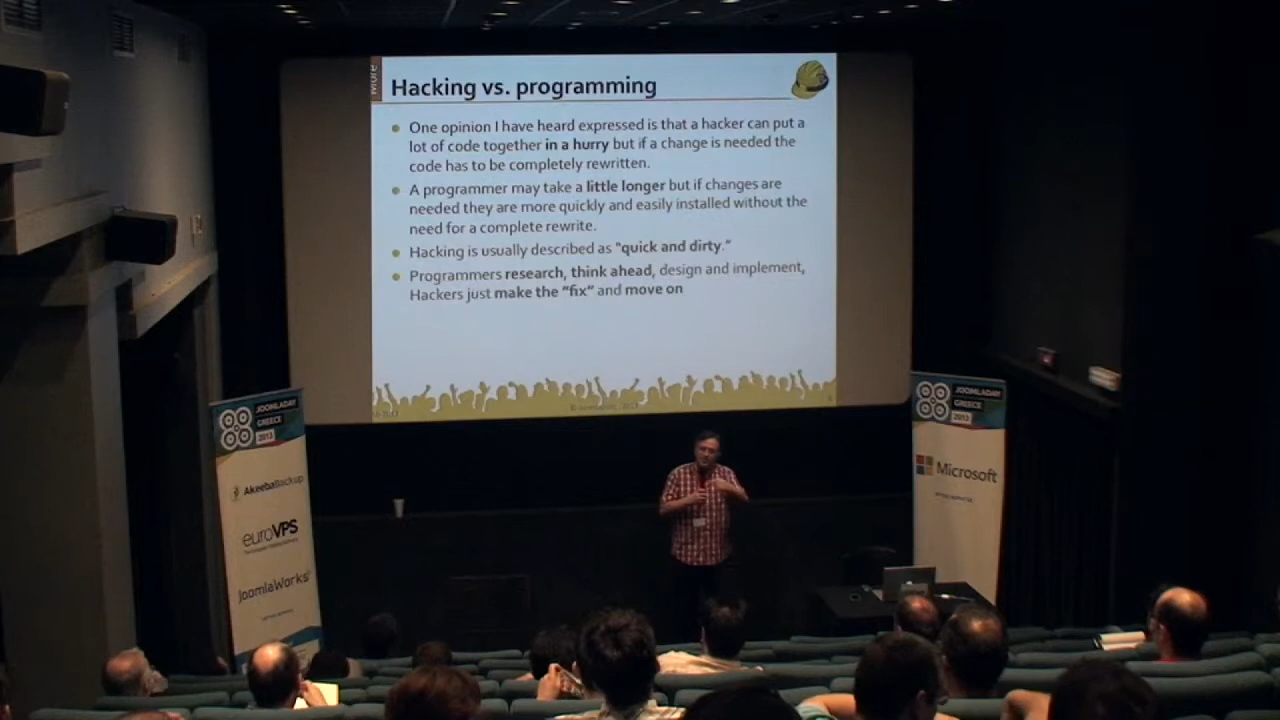 More
Hacking vs. programming
One opinion I have heard expressed is that a hacker can put a
lot of code together in a hurry but if a change is needed the
code has to be completely rewritten.
A programmer may take a little longer but if changes are
needed they are more quickly and easily installed without the
need for a complete rewrite.
Hacking is usually described as "quick and dirty."
Programmers research, think ahead, design and implement,
Hackers just make the "fix" and move on
JOOMLADAY
GREECE
2013
AkeebaBackup
euroVPS
JoomlaWorks
JOOMLADAY
GREECE
2013
Microsoft